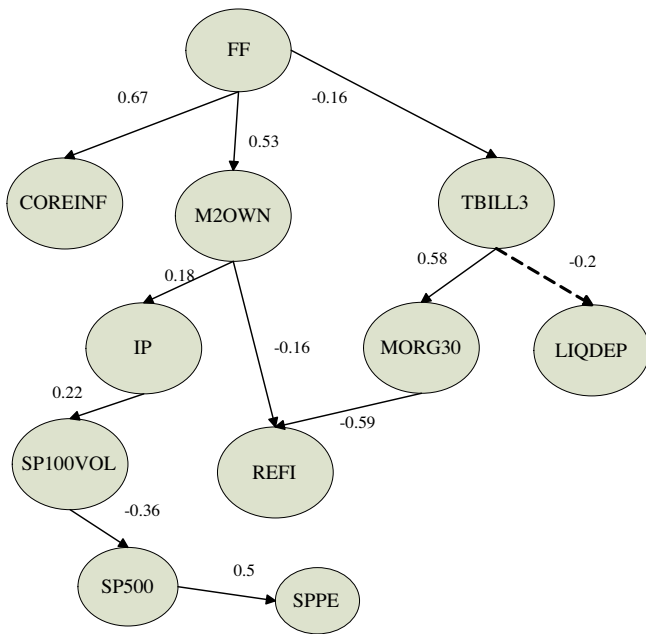 FF
0.67
-0.16
0.53
COREINF
M2OWN
TBILL3
0.18
0.58
-0.2
IP
-0.16
MORG30
LIQDEP
0.22
-0.59
SP100VOL
REFI
-0.36
SP500
0.5
SPPE